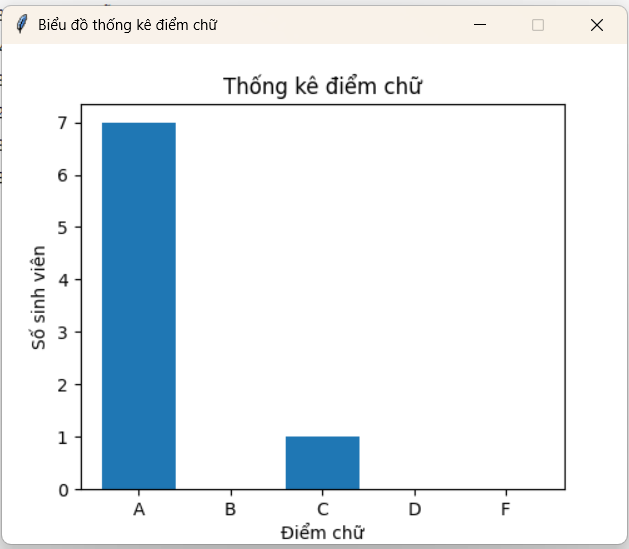 Biểu đồ thống kê điểm chữ
Thống kê điểm chữ
7
6
5
4
3
2
1
0
Số sinh viên
A B C D F
Điểm chữ